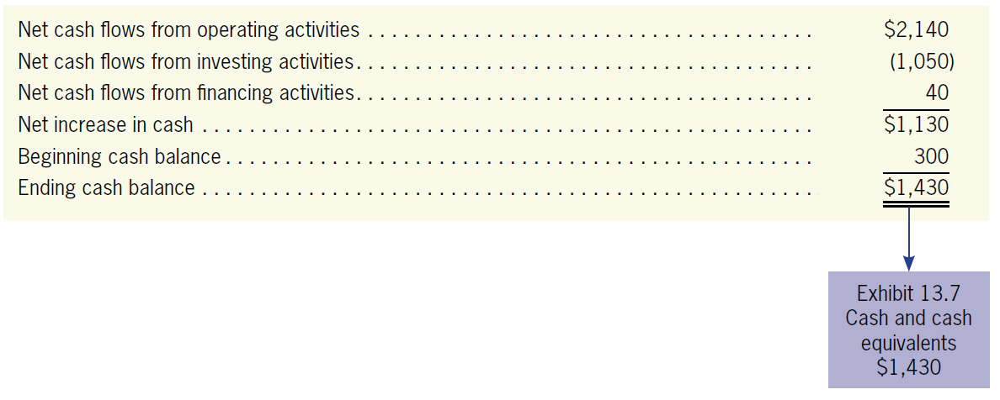 Net cash flows from operating activities . . . . . . . . . . . . . . . . . . . . . . . . . . . . . . . . . . . . . . $2,140
Net cash flows from investing activities. . . . . . . . . . . . . . . . . . . . . . . . . . . . . . . . . . . . . . . (1,050)
Net cash flows from financing activities. . . . . . . . . . . . . . . . . . . . . . . . . . . . . . . . . . . . . . . 40
Net increase in cash . . . . . . . . . . . . . . . . . . . . . . . . . . . . . . . . . . . . . . . . . . . . . . . . . . . . $1,130
Beginning cash balance . . . . . . . . . . . . . . . . . . . . . . . . . . . . . . . . . . . . . . . . . . . . . . . . . . 300
Ending cash balance . . . . . . . . . . . . . . . . . . . . . . . . . . . . . . . . . . . . . . . . . . . . . . . . . . . . $1,430
Exhibit 13.7
Cash and cash
equivalents
$1,430